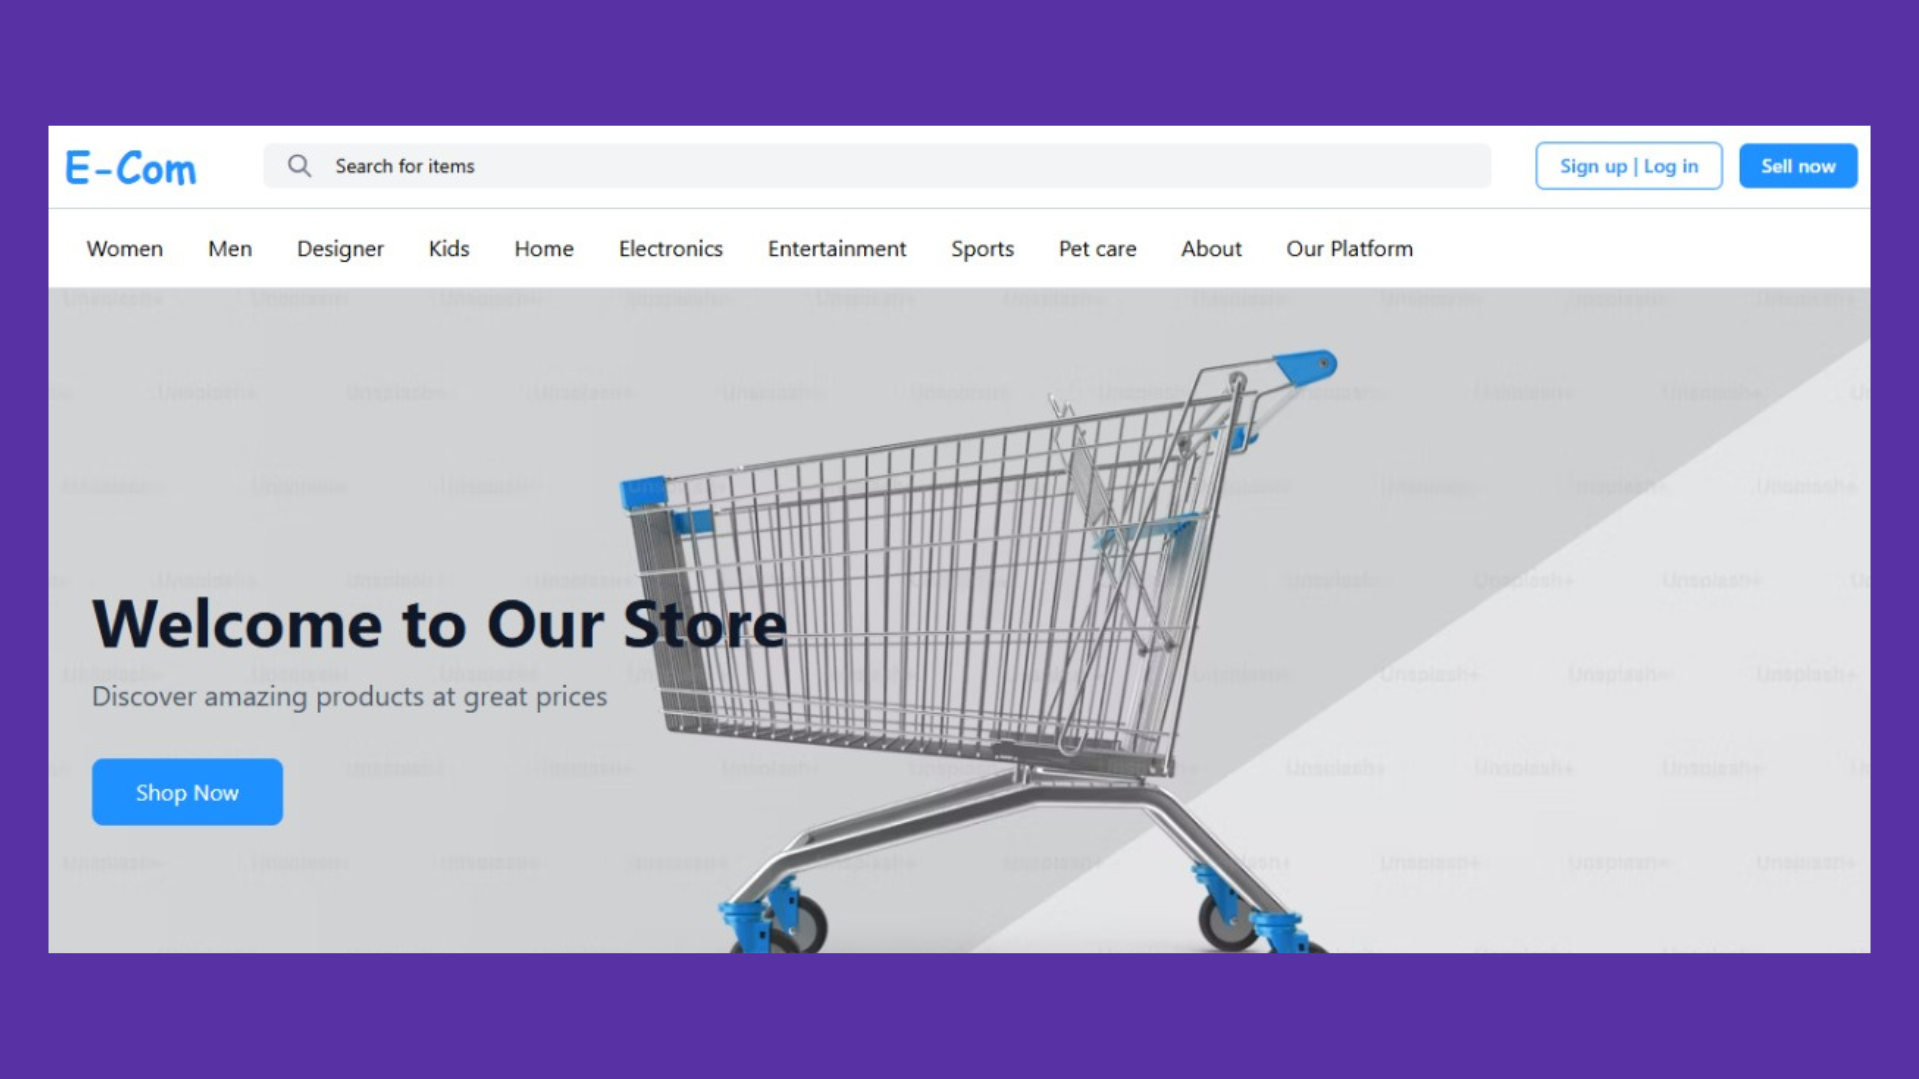 E-Com
Search for items
Sign up | Log in
Sell now
Women Men Designer Kids Home Electronics Entertainment Sports Pet care About Our Platform
Welcome to Our Store
Discover amazing products at great prices
Shop Now
Unsplash+